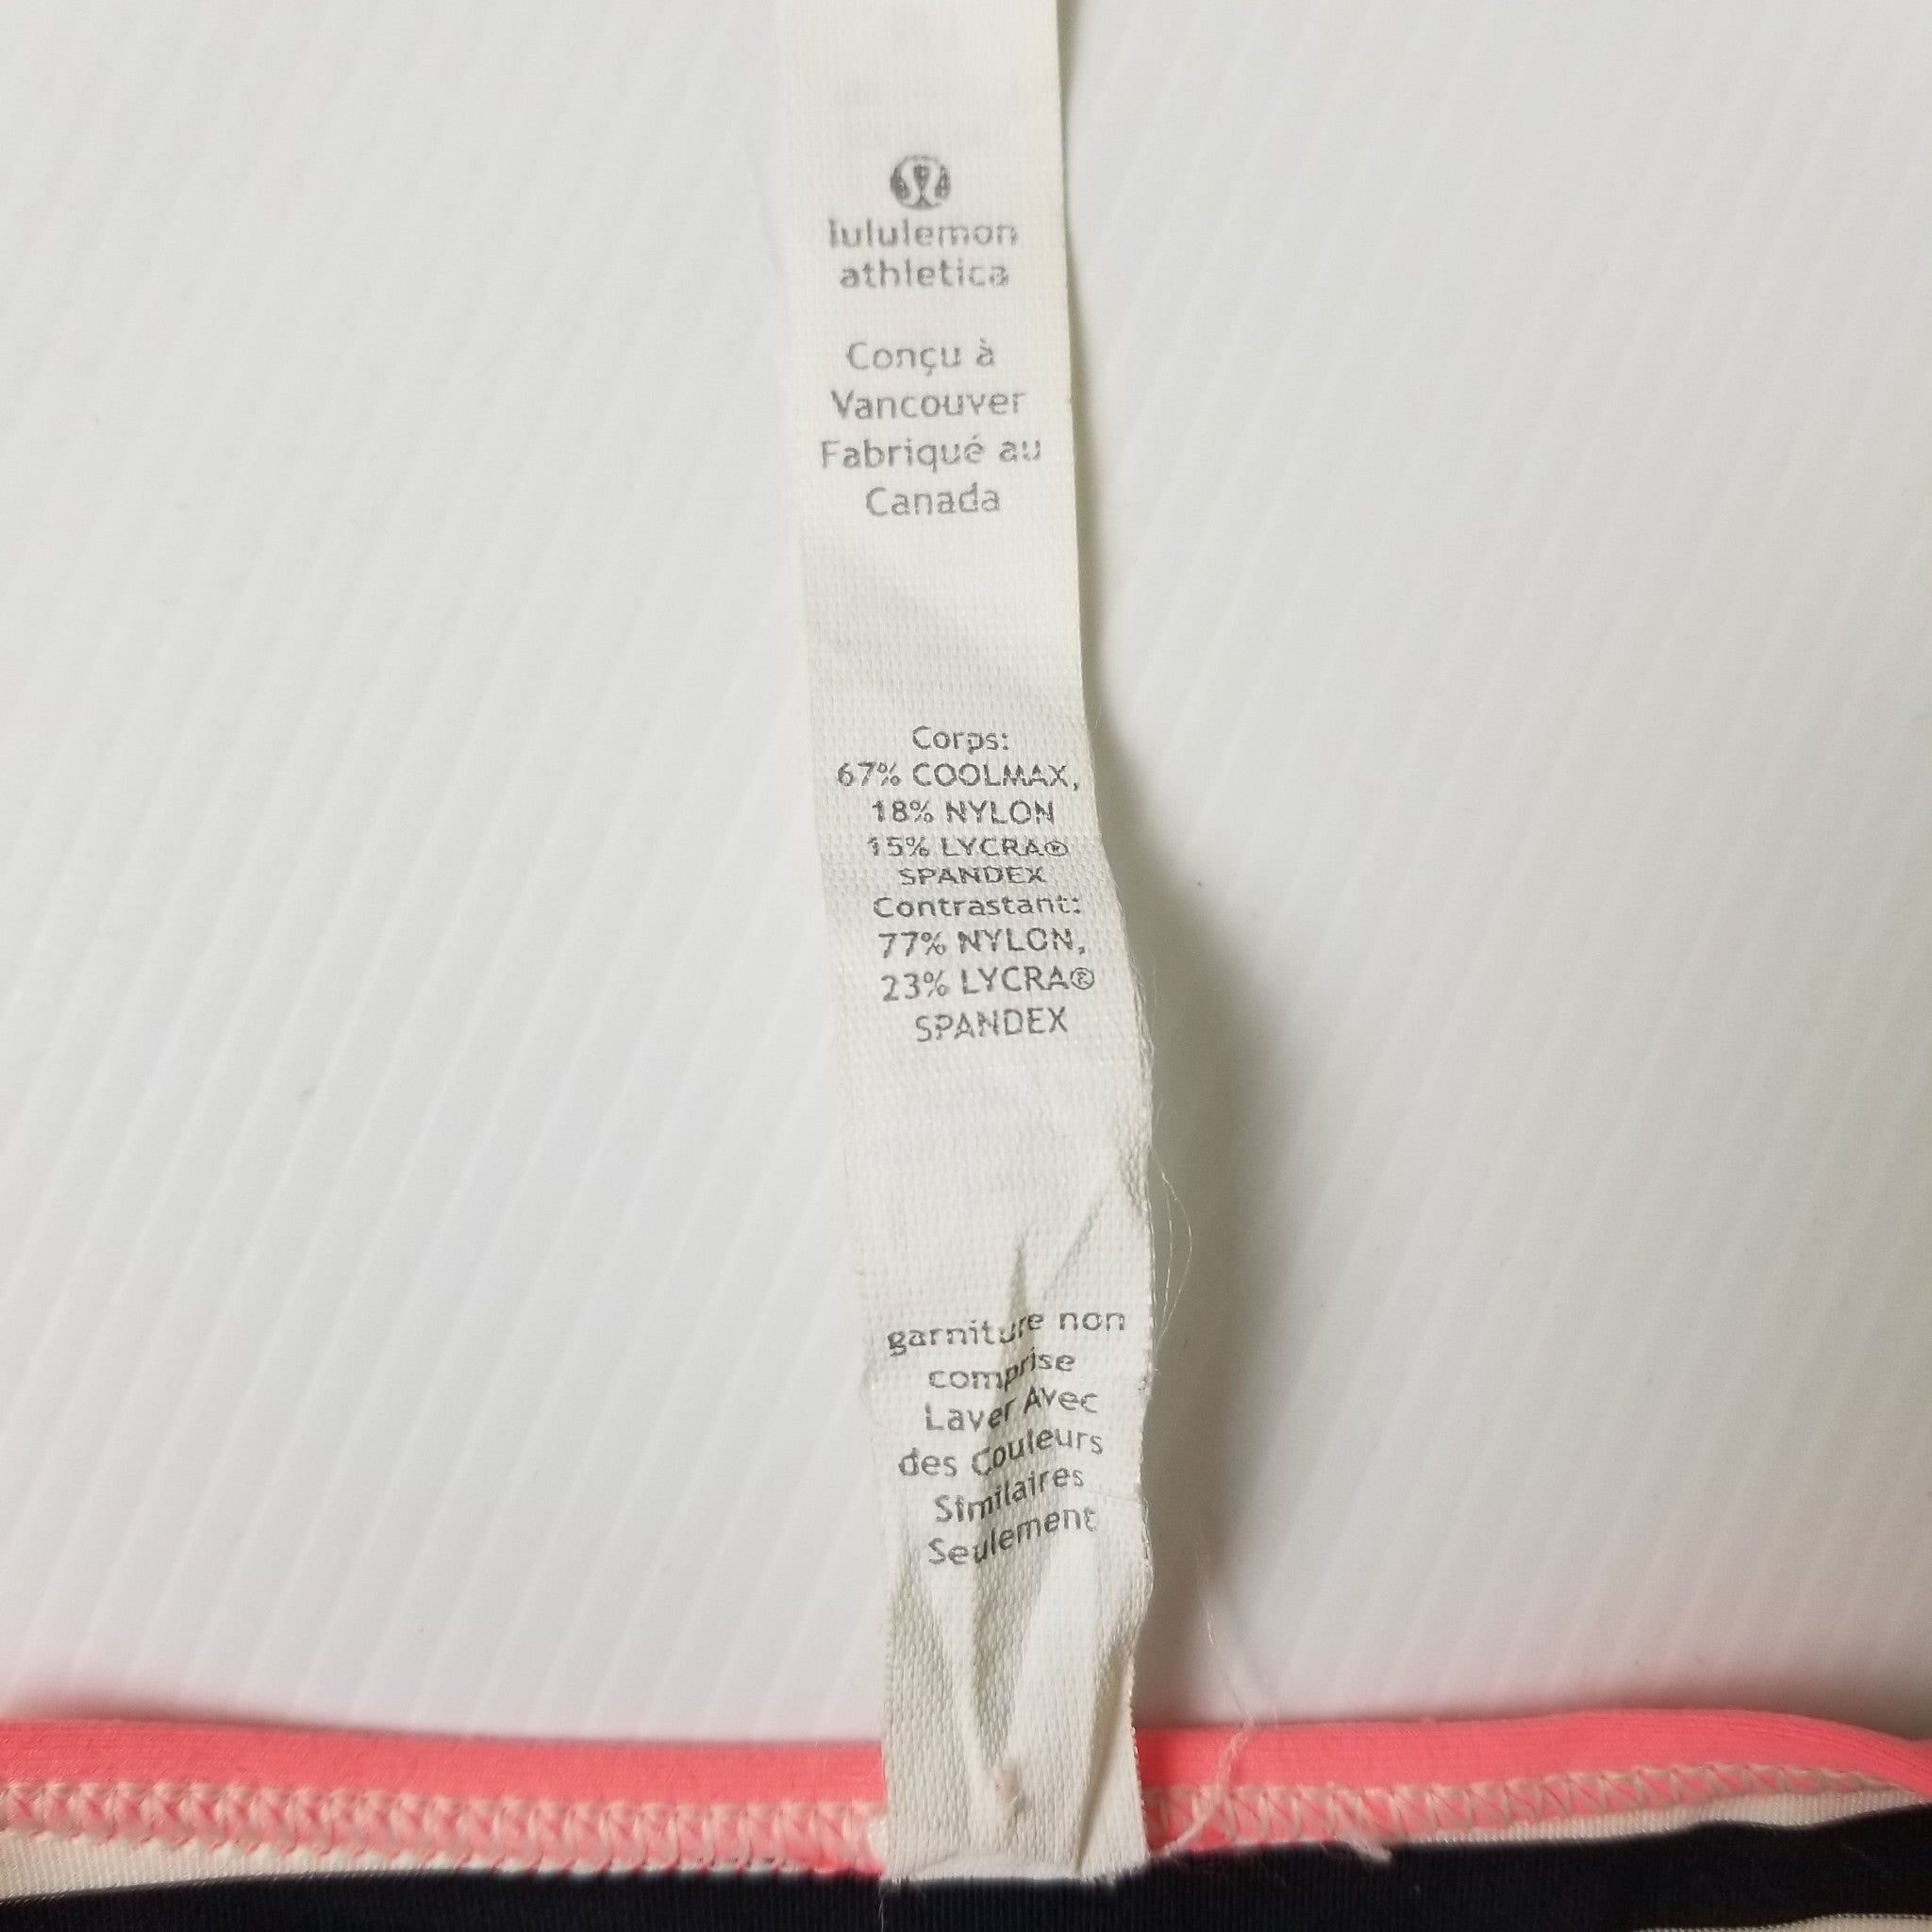 lululemon
athletica
Conçu à
Vancouver
Fabriqué au
Canada
Corps:
67% COOLMAX,
18% NYLON
15% LYCRA®
SPANDEX
Contrastant:
77% NYLON,
23% LYCRA®
SPANDEX
garniture non
comprise
Laver Avec
des Couleurs
Similaires
Seulement